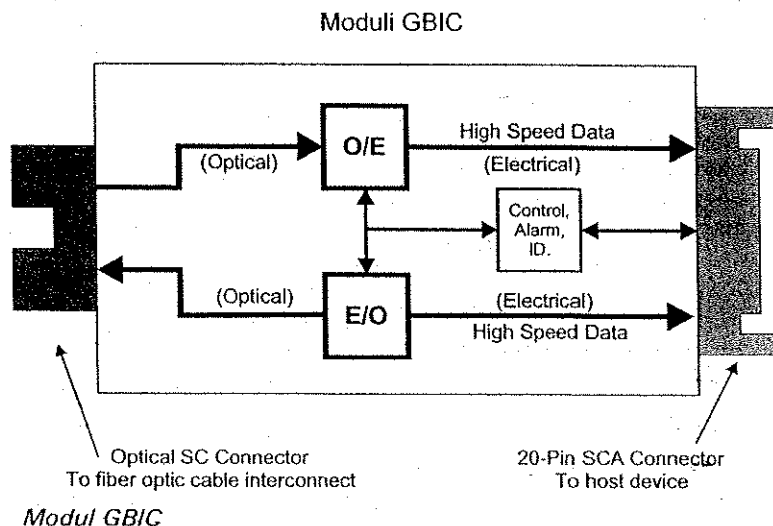 Moduli GBIC
O/E
High Speed Data
(Optical)
(Electrical)
Control,
Alarm,
ID.
(Optical)
E/O
(Electrical)
High Speed Data
Optical SC Connector
To fiber optic cable interconnect
20-Pin SCA Connector
To host device
Modul GBIC